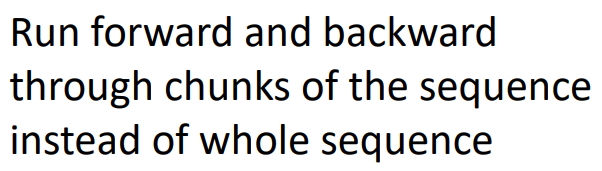 Run forward and backward
through chunks of the sequence
instead of whole sequence